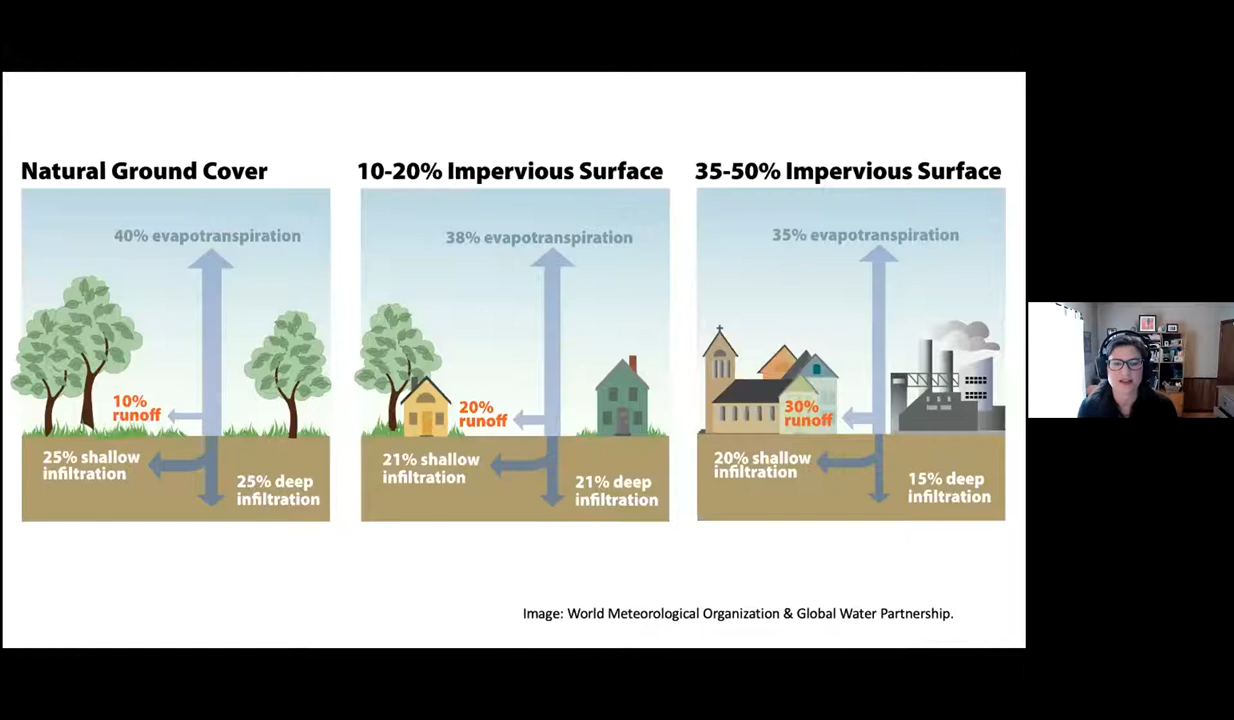 Natural Ground Cover
40% evapotranspiration
10%
runoff
25% shallow
infiltration
25% deep
infiltration
10-20% Impervious Surface
38% evapotranspiration
20%
runoff
21% shallow
infiltration
21% deep
infiltration
35-50% Impervious Surface
35% evapotranspiration
30%
runoff
20% shallow
infiltration
15% deep
infiltration
Image: World Meteorological Organization & Global Water Partnership.